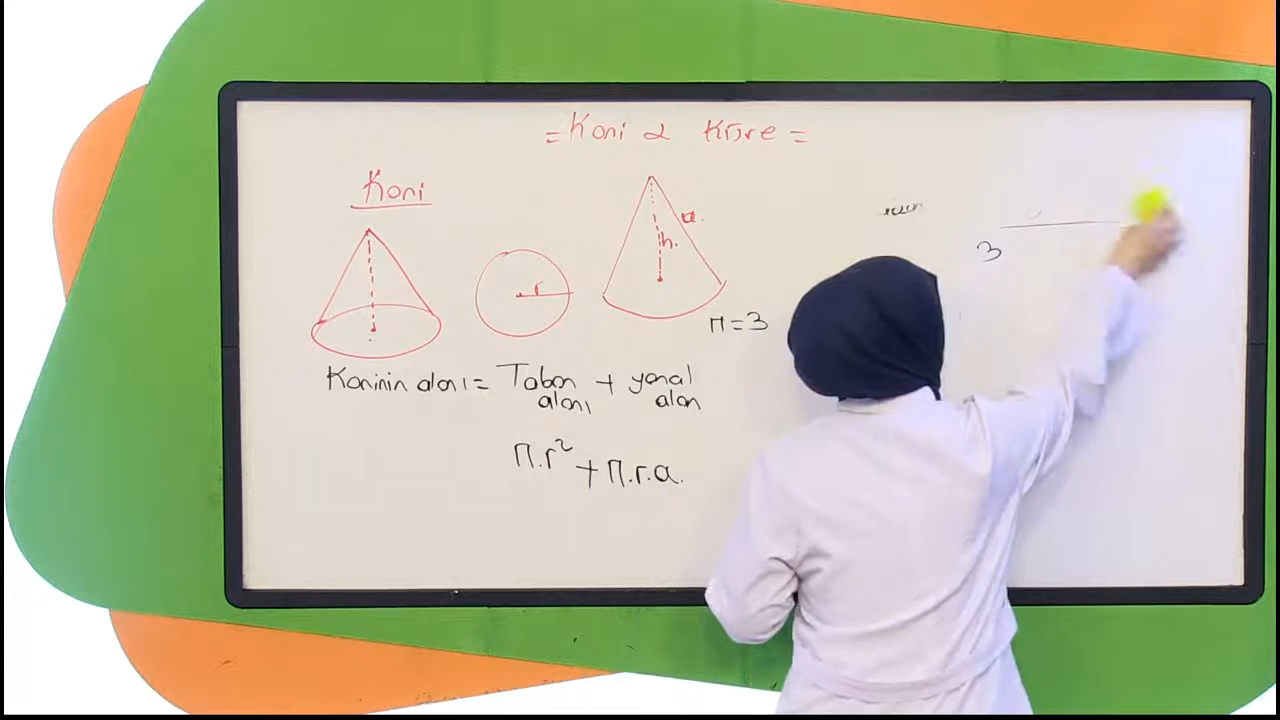 = Koni & Küre =
Koni
r
a.
h.
π=3
Koninin alanı = Taban + yanal
alanı alan
π.r² + π.r.a.
3